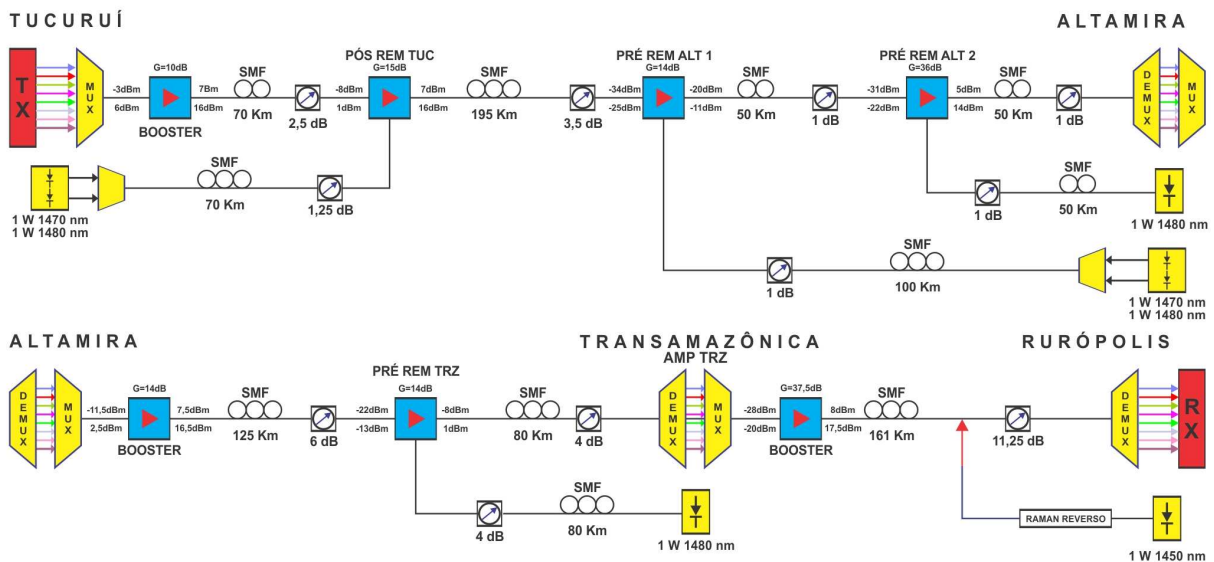 TUCURUÍ
ALTAMIRA
TX
MUX
-3dBm
6dBm
G=10dB
BOOSTER
7Bm
16dBm
SMF
70 Km
2,5 dB
PÓS REM TUC
G=15dB
-8dBm
1dBm
7dBm
16dBm
SMF
195 Km
3,5 dB
PRÉ REM ALT 1
G=14dB
-34dBm
-25dBm
-20dBm
-11dBm
SMF
50 Km
1 dB
PRÉ REM ALT 2
G=36dB
-31dBm
-22dBm
5dBm
14dBm
SMF
50 Km
1 dB
DEMUX
MUX
1 W 1470 nm
1 W 1480 nm
SMF
70 Km
1,25 dB
1 dB
SMF
50 Km
1 W 1480 nm
1 dB
SMF
100 Km
1 W 1470 nm
1 W 1480 nm
ALTAMIRA
TRANSAMAZÔNICA
RURÓPOLIS
DEMUX
MUX
-11,5dBm
2,5dBm
G=14dB
BOOSTER
7,5dBm
16,5dBm
SMF
125 Km
6 dB
PRÉ REM TRZ
G=14dB
-22dBm
-13dBm
-8dBm
1dBm
SMF
80 Km
4 dB
AMP TRZ
DEMUX
MUX
-28dBm
-20dBm
G=37,5dB
BOOSTER
8dBm
17,5dBm
SMF
161 Km
11,25 dB
DEMUX
RX
4 dB
SMF
80 Km
1 W 1480 nm
RAMAN REVERSO
1 W 1450 nm